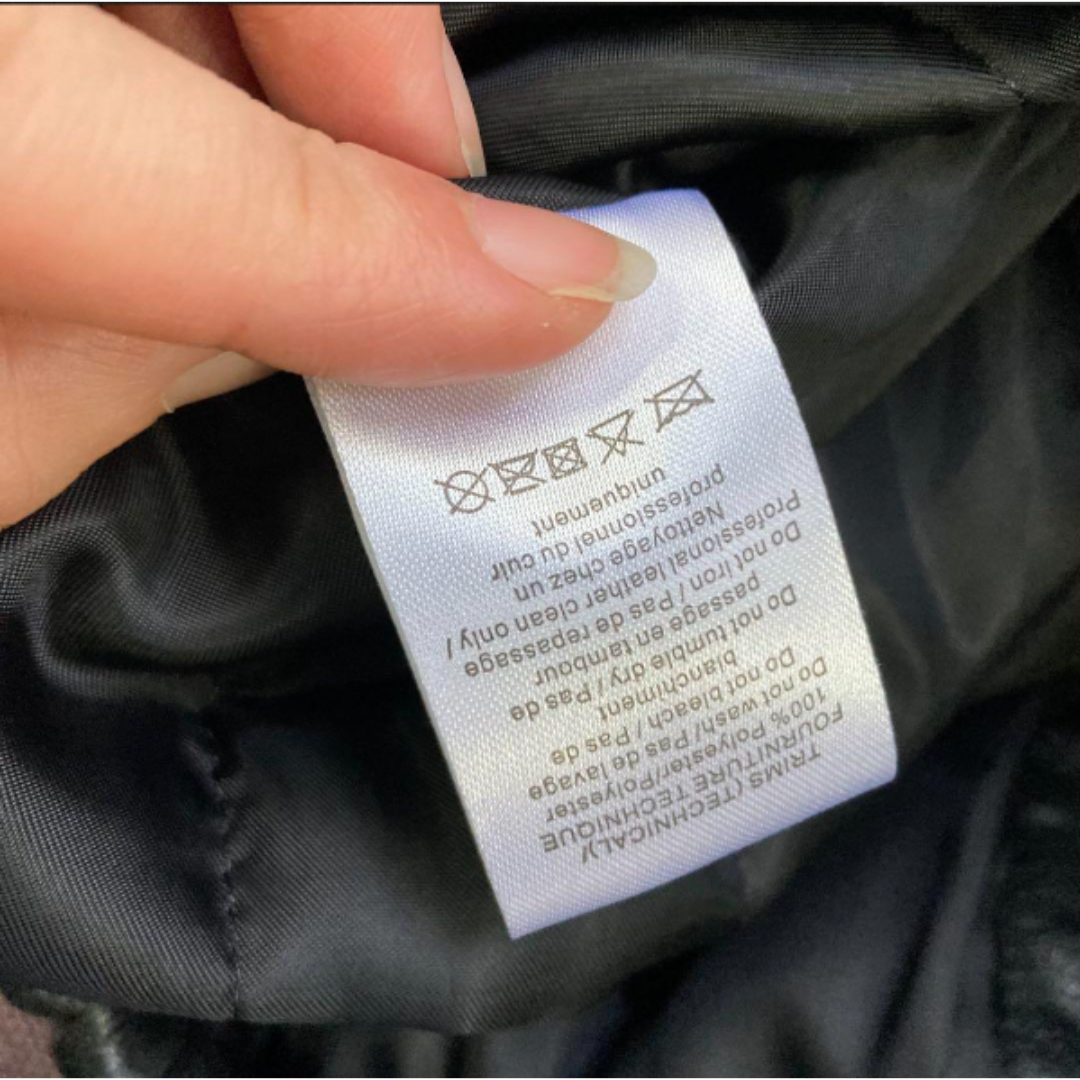 TRIMS (TECHNICAL)/
FOURNITURE TECHNIQUE
100% Polyester/Polyester
Do not wash/ Pas de lavage
Do not bleach / Pas de
blanchiment
Do not tumble dry / Pas de
passage en tambour
Do not iron / Pas de repassage
Professional leather clean only /
Nettoyage chez un
professionnel du cuir
uniquement